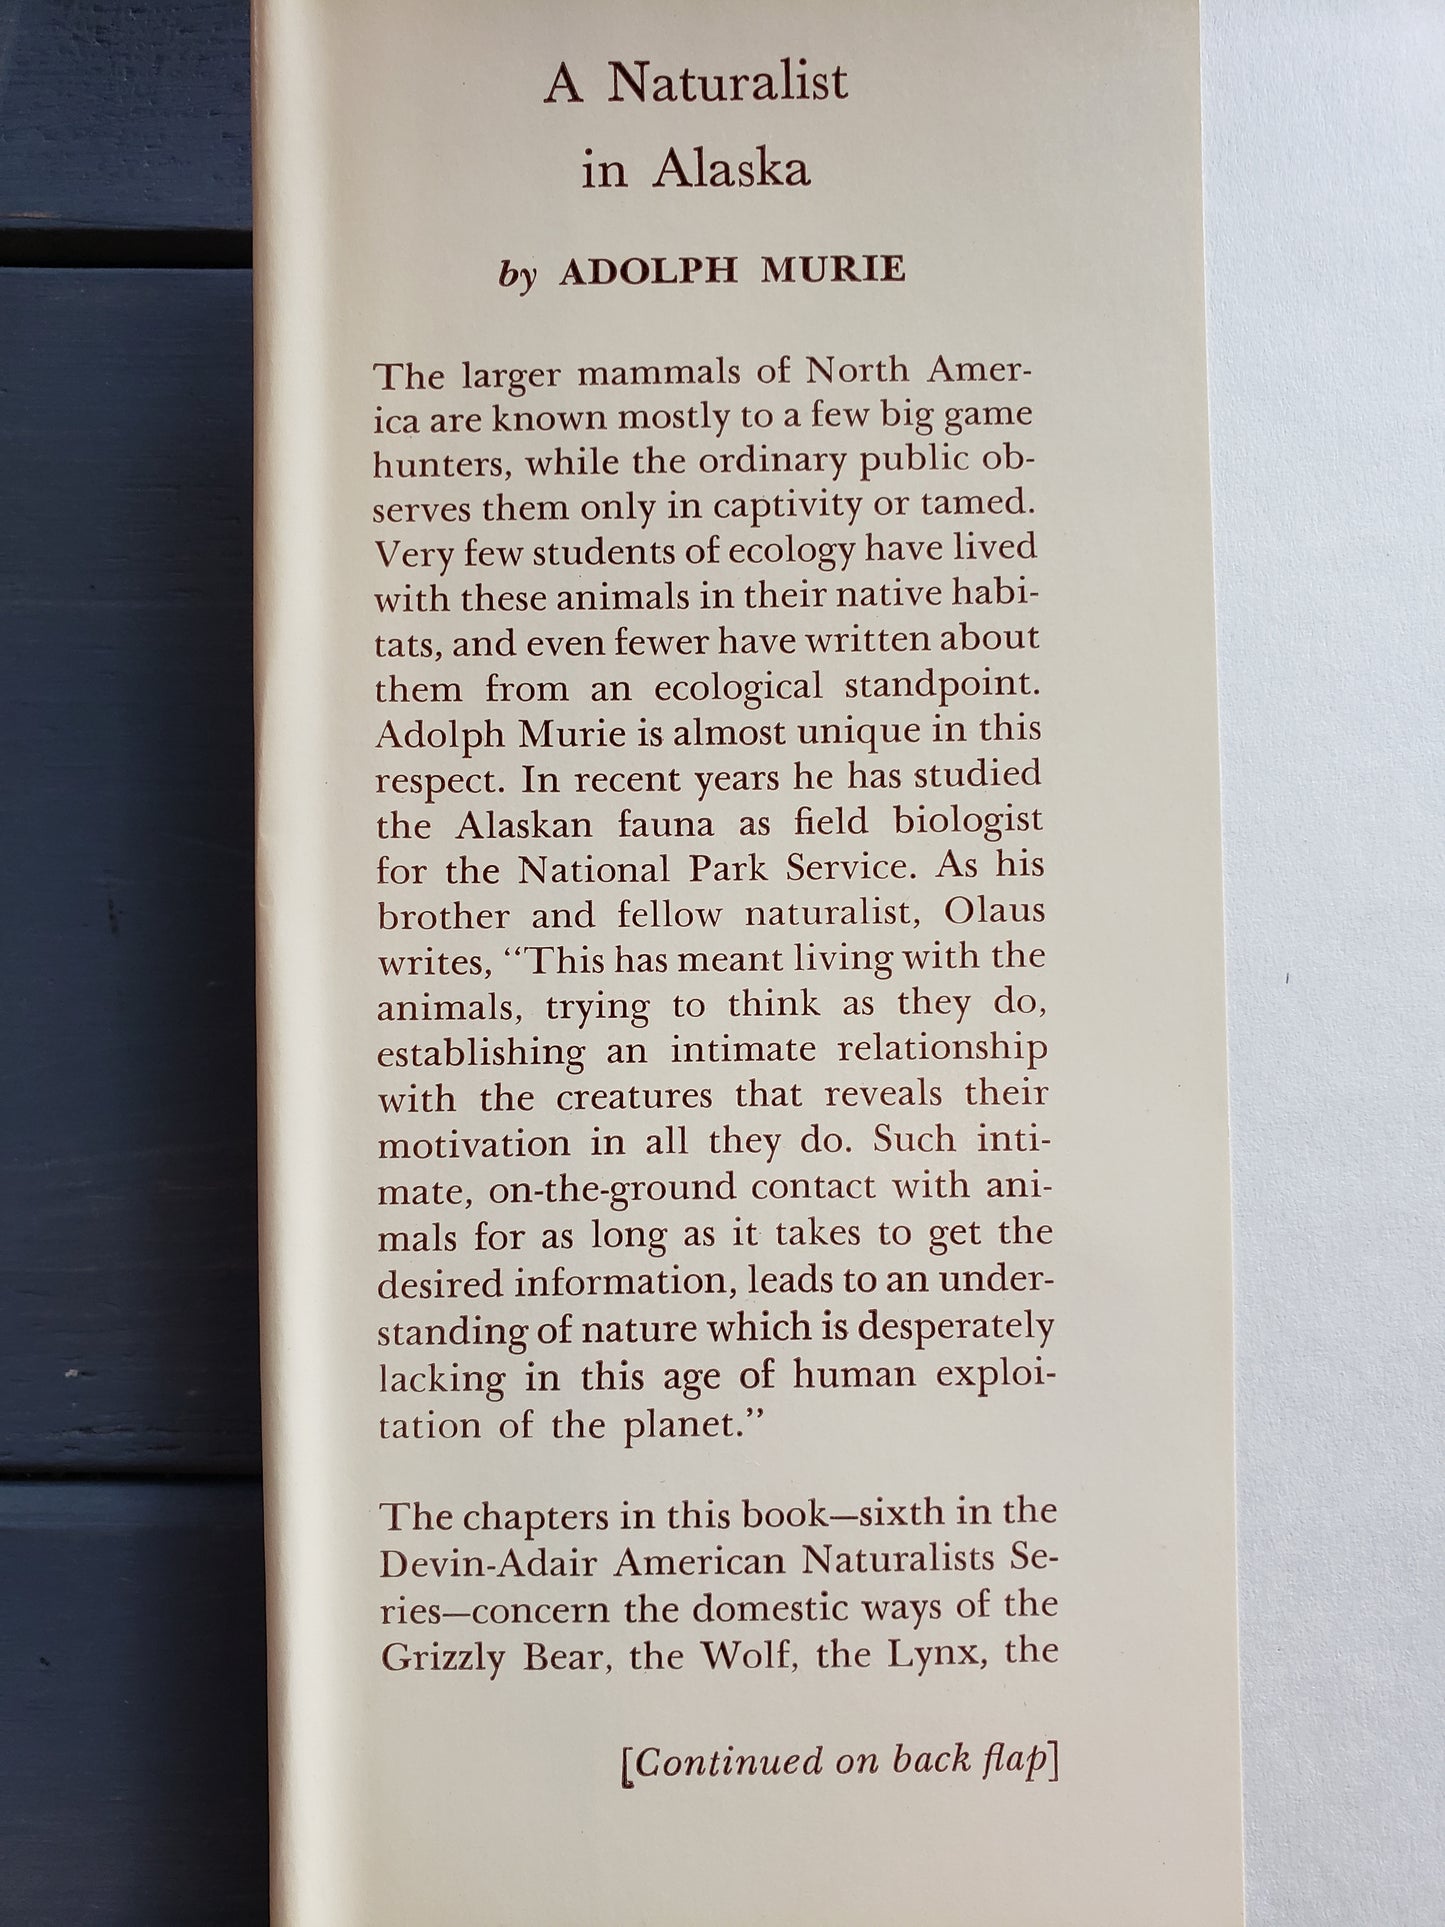 A Naturalist
in Alaska
by ADOLPH MURIE
The larger mammals of North Amer-
ica are known mostly to a few big game
hunters, while the ordinary public ob-
serves them only in captivity or tamed.
Very few students of ecology have lived
with these animals in their native habi-
tats, and even fewer have written about
them from an ecological standpoint.
Adolph Murie is almost unique in this
respect. In recent years he has studied
the Alaskan fauna as field biologist
for the National Park Service. As his
brother and fellow naturalist, Olaus
writes, “This has meant living with the
animals, trying to think as they do,
establishing an intimate relationship
with the creatures that reveals their
motivation in all they do. Such inti-
mate, on-the-ground contact with ani-
mals for as long as it takes to get the
desired information, leads to an under-
standing of nature which is desperately
lacking in this age of human exploi-
tation of the planet.”
The chapters in this book—sixth in the
Devin-Adair American Naturalists Se-
ries—concern the domestic ways of the
Grizzly Bear, the Wolf, the Lynx, the
[Continued on back flap]